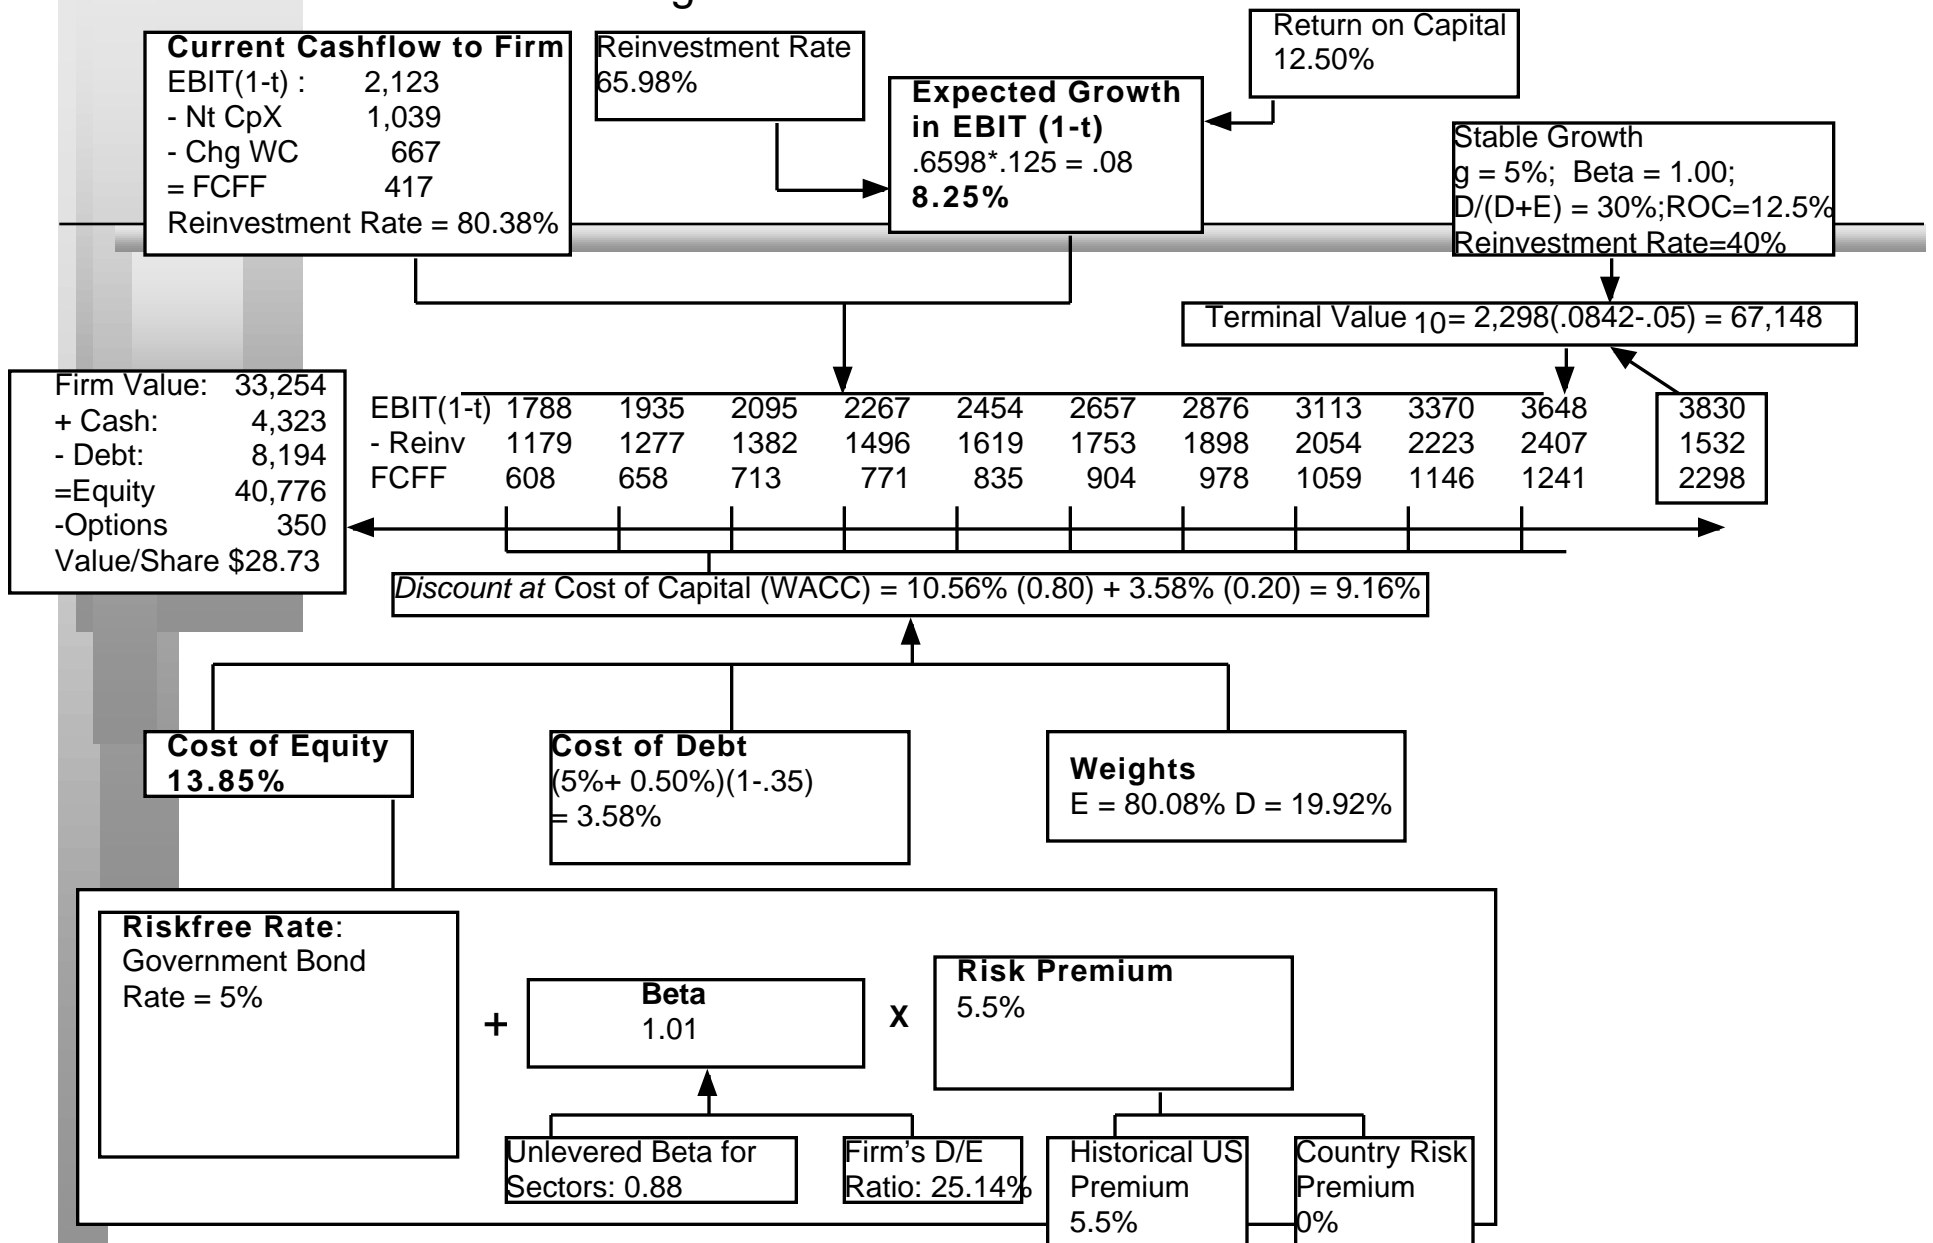 Current Cashflow to Firm
EBIT(1-t) : 2,123
- Nt CpX 1,039
- Chg WC 667
= FCFF 417
Reinvestment Rate = 80.38%
Reinvestment Rate
65.98%
Expected Growth
in EBIT (1-t)
.6598*.125 = .08
8.25%
Return on Capital
12.50%
Stable Growth
g = 5%; Beta = 1.00;
D/(D+E) = 30%;ROC=12.5%
Reinvestment Rate=40%
Terminal Value 10= 2,298(.0842-.05) = 67,148
Firm Value: 33,254
+ Cash: 4,323
- Debt: 8,194
=Equity 40,776
-Options 350
Value/Share $28.73
EBIT(1-t) 1788 1935 2095 2267 2454 2657 2876 3113 3370 3648 3830
- Reinv 1179 1277 1382 1496 1619 1753 1898 2054 2223 2407 1532
FCFF 608 658 713 771 835 904 978 1059 1146 1241 2298
Discount at Cost of Capital (WACC) = 10.56% (0.80) + 3.58% (0.20) = 9.16%
Cost of Equity
13.85%
Cost of Debt
(5%+ 0.50%)(1-.35)
= 3.58%
Weights
E = 80.08% D = 19.92%
Riskfree Rate:
Government Bond
Rate = 5%
+
Beta
1.01
X
Risk Premium
5.5%
Unlevered Beta for
Sectors: 0.88
Firm's D/E
Ratio: 25.14%
Historical US
Premium
5.5%
Country Risk
Premium
0%